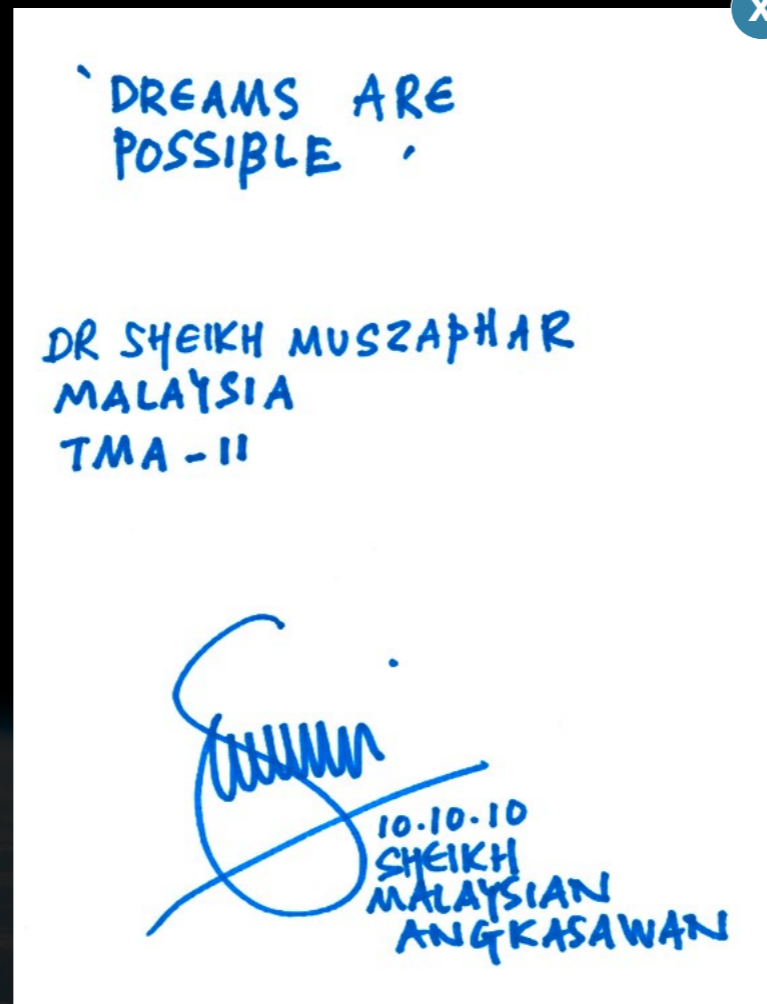 ‵DREAMS ARE
POSSIBLE ′
DR SHEIKH MUSZAPHAR
MALAYSIA
TMA-11
10.10.10
SHEIKH
MALAYSIAN
ANGKASAWAN
X